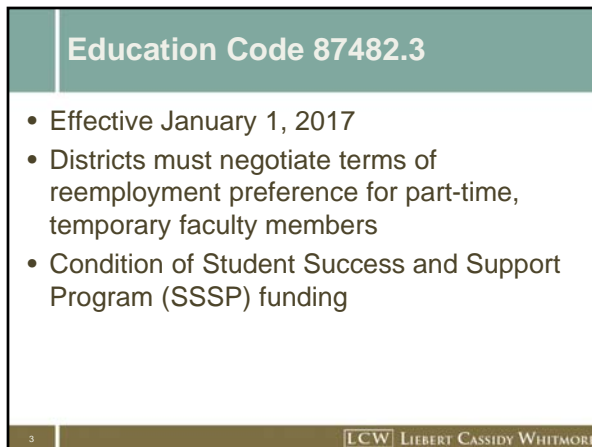 Education Code 87482.3
• Effective January 1, 2017
• Districts must negotiate terms of
reemployment preference for part-time,
temporary faculty members
• Condition of Student Success and Support
Program (SSSP) funding
3
LCW LIEBERT CASSIDY WHITMORE